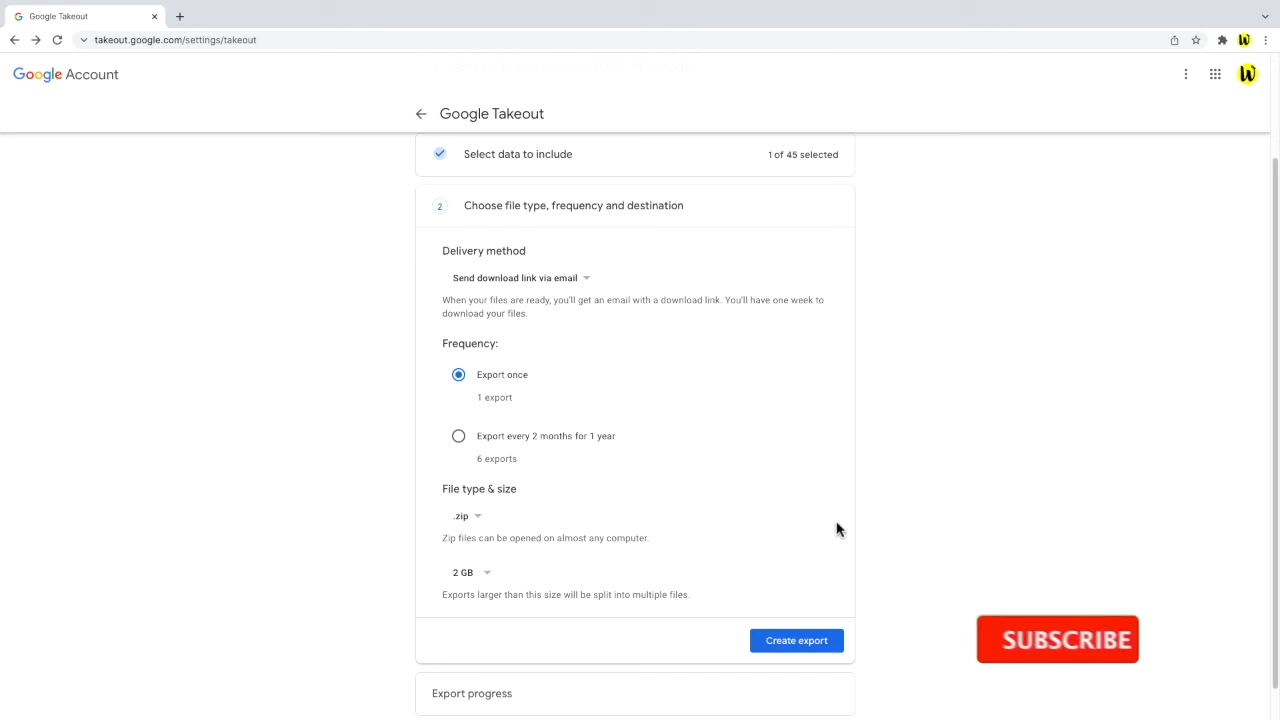 Google Takeout
takeout.google.com/settings/takeout
Google Account
Google Takeout
Select data to include
1 of 45 selected
2
Choose file type, frequency and destination
Delivery method
Send download link via email
When your files are ready, you'll get an email with a download link. You'll have one week to
download your files.
Frequency:
Export once
1 export
Export every 2 months for 1 year
6 exports
File type & size
.zip
Zip files can be opened on almost any computer.
2 GB
Exports larger than this size will be split into multiple files.
Create export
SUBSCRIBE
Export progress